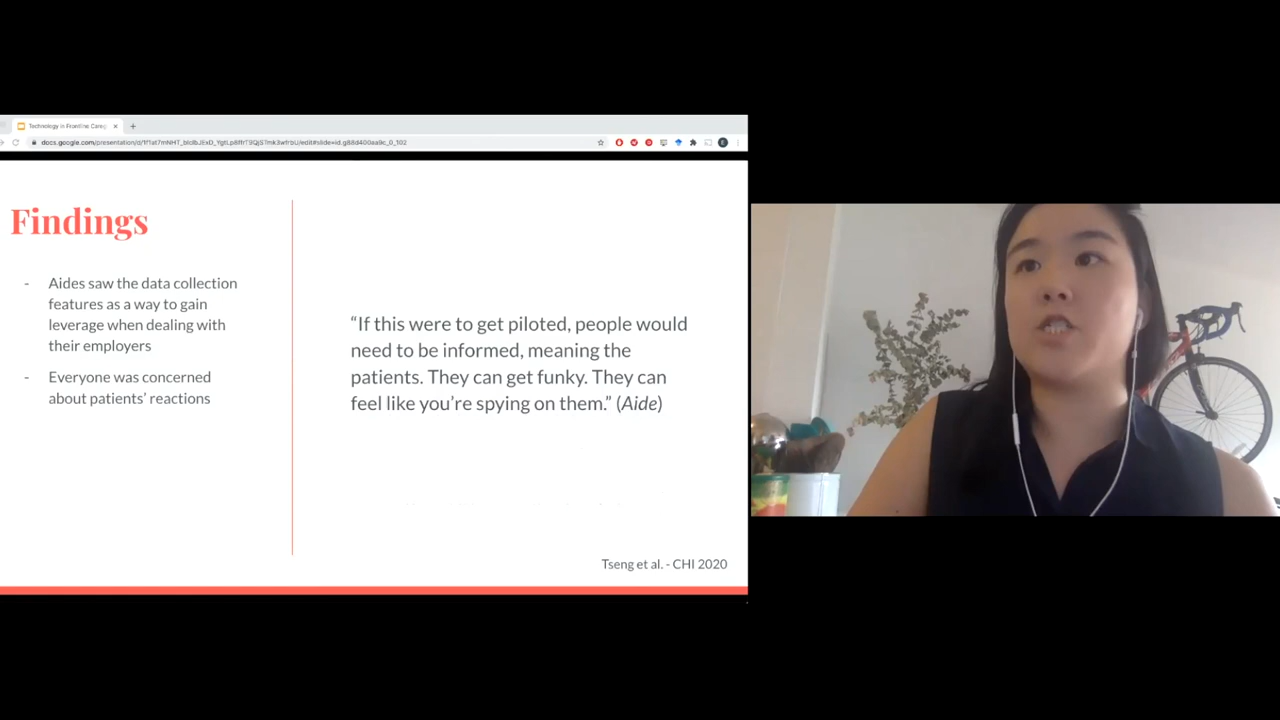 Technology in Frontline Careg
Findings
- Aides saw the data collection
features as a way to gain
leverage when dealing with
their employers
- Everyone was concerned
about patients’ reactions
“If this were to get piloted, people would
need to be informed, meaning the
patients. They can get funky. They can
feel like you’re spying on them.” (Aide)
Tseng et al. - CHI 2020